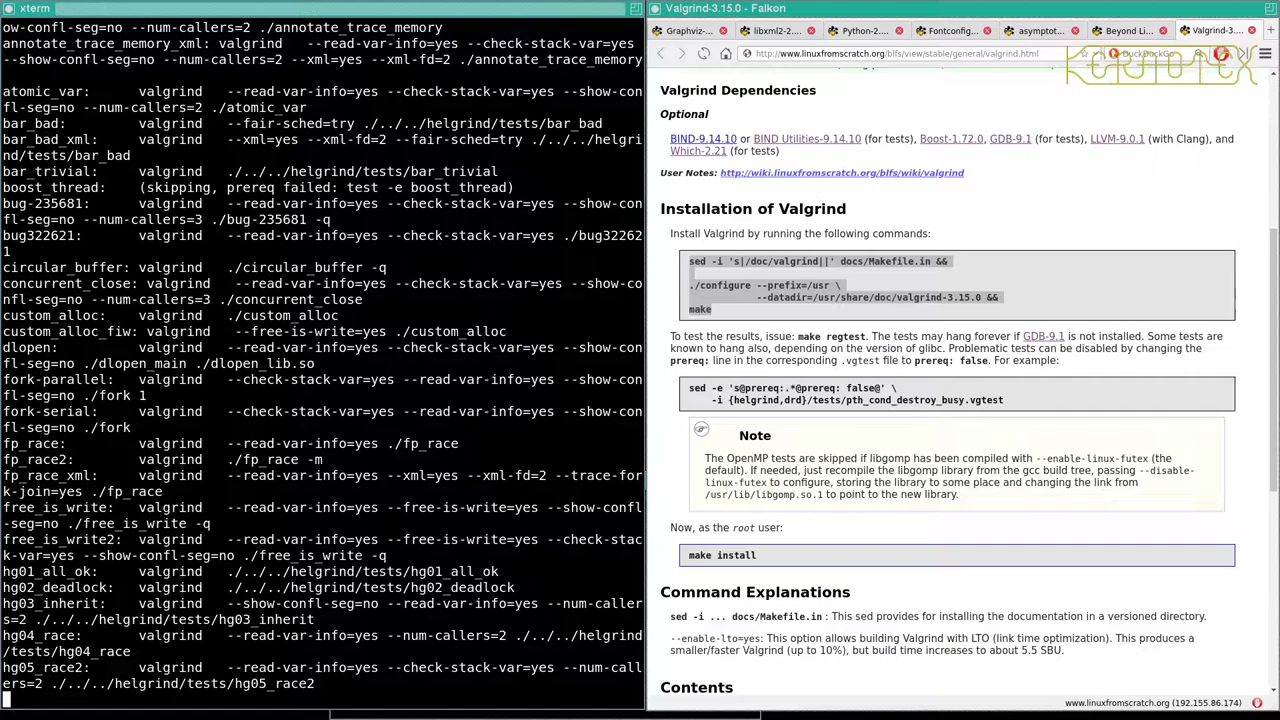 xterm
ow-confl-seg=no --num-callers=2 ./annotate_trace_memory
annotate_trace_memory_xml: valgrind   --read-var-info=yes --check-stack-var=yes
--show-confl-seg=no --num-callers=2 --xml=yes --xml-fd=2 ./annotate_trace_memory
atomic_var:      valgrind   --read-var-info=yes --check-stack-var=yes --show-con
fl-seg=no --num-callers=2 ./atomic_var
bar_bad:         valgrind   --fair-sched=try ./../../helgrind/tests/bar_bad
bar_bad_xml:     valgrind   --xml=yes --xml-fd=2 --fair-sched=try ./../../helgri
nd/tests/bar_bad
bar_trivial:     valgrind   ./../../helgrind/tests/bar_trivial
boost_thread:    (skipping, prereq failed: test -e boost_thread)
bug-235681:      valgrind   --read-var-info=yes --check-stack-var=yes --show-con
fl-seg=no --num-callers=3 ./bug-235681 -q
bug322621:       valgrind   --read-var-info=yes --check-stack-var=yes ./bug32262
1
circular_buffer: valgrind   ./circular_buffer -q
concurrent_close: valgrind   --read-var-info=yes --check-stack-var=yes --show-co
nfl-seg=no --num-callers=3 ./concurrent_close
custom_alloc:    valgrind   ./custom_alloc
custom_alloc_fiw: valgrind   --free-is-write=yes ./custom_alloc
dlopen:          valgrind   --read-var-info=yes --check-stack-var=yes --show-con
fl-seg=no ./dlopen_main ./dlopen_lib.so
fork-parallel:   valgrind   --check-stack-var=yes --read-var-info=yes --show-con
fl-seg=no ./fork 1
fork-serial:     valgrind   --check-stack-var=yes --read-var-info=yes --show-con
fl-seg=no ./fork
fp_race:         valgrind   --read-var-info=yes ./fp_race
fp_race2:        valgrind   ./fp_race -m
fp_race_xml:     valgrind   --read-var-info=yes --xml=yes --xml-fd=2 --trace-for
k-join=yes ./fp_race
free_is_write:   valgrind   --read-var-info=yes --free-is-write=yes --show-confl
-seg=no ./free_is_write -q
free_is_write2:  valgrind   --read-var-info=yes --free-is-write=yes --check-stac
k-var=yes --show-confl-seg=no ./free_is_write -q
hg01_all_ok:     valgrind   ./../../helgrind/tests/hg01_all_ok
hg02_deadlock:   valgrind   ./../../helgrind/tests/hg02_deadlock
hg03_inherit:    valgrind   --show-confl-seg=no --read-var-info=yes --num-caller
s=2 ./../../helgrind/tests/hg03_inherit
hg04_race:       valgrind   --read-var-info=yes --num-callers=2 ./../../helgrind
/tests/hg04_race
hg05_race2:      valgrind   --read-var-info=yes --check-stack-var=yes --num-call
ers=2 ./../../helgrind/tests/hg05_race2
Valgrind-3.15.0 - Falkon
Graphviz-... libxml2-2... Python-2... Fontconfig... asymptot... Beyond Li... Valgrind-3...
http://www.linuxfromscratch.org/blfs/view/stable/general/valgrind.html DuckDuckGo
KERNOTEX
Valgrind Dependencies
Optional
BIND-9.14.10 or BIND Utilities-9.14.10 (for tests), Boost-1.72.0, GDB-9.1 (for tests), LLVM-9.0.1 (with Clang), and
Which-2.21 (for tests)
User Notes: http://wiki.linuxfromscratch.org/blfs/wiki/valgrind
Installation of Valgrind
Install Valgrind by running the following commands:
sed -i 's|/doc/valgrind||' docs/Makefile.in &&
./configure --prefix=/usr \
--datadir=/usr/share/doc/valgrind-3.15.0 &&
make
To test the results, issue: make regtest. The tests may hang forever if GDB-9.1 is not installed. Some tests are
known to hang also, depending on the version of glibc. Problematic tests can be disabled by changing the
prereq: line in the corresponding .vgtest file to prereq: false. For example:
sed -e 's@prereq:.*@prereq: false@' \
-i {helgrind,drd}/tests/pth_cond_destroy_busy.vgtest
Note
The OpenMP tests are skipped if libgomp has been compiled with --enable-linux-futex (the
default). If needed, just recompile the libgomp library from the gcc build tree, passing --disable-
linux-futex to configure, storing the library to some place and changing the link from
/usr/lib/libgomp.so.1 to point to the new library.
Now, as the root user:
make install
Command Explanations
sed -i ... docs/Makefile.in : This sed provides for installing the documentation in a versioned directory.
--enable-lto=yes: This option allows building Valgrind with LTO (link time optimization). This produces a
smaller/faster Valgrind (up to 10%), but build time increases to about 5.5 SBU.
Contents
www.linuxfromscratch.org (192.155.86.174)